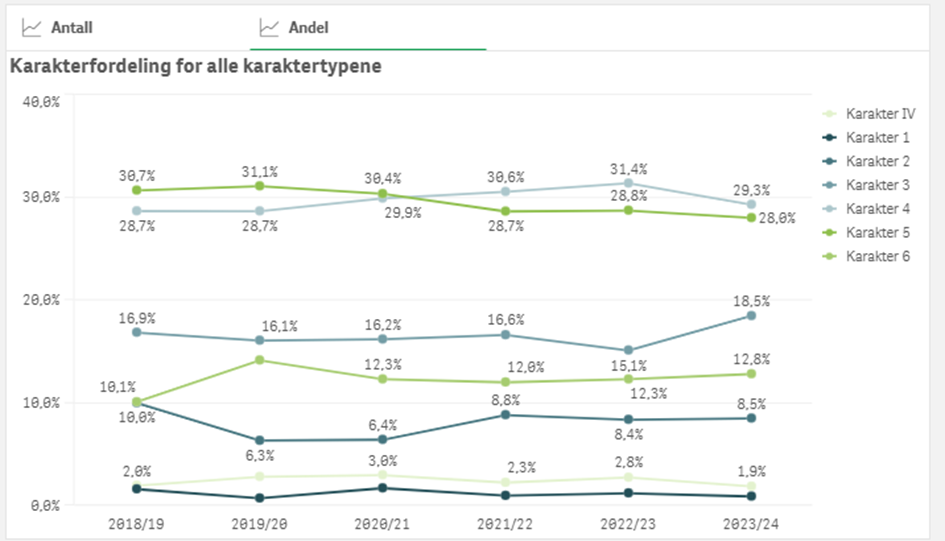 Antall
Andel
Karakterfordeling for alle karaktertypene
40,0%
30,0%
20,0%
10,0%
0,0%
30,7% 31,1% 30,4% 30,6% 31,4% 29,3%
28,7% 28,7% 29,9% 28,7% 28,8% 28,0%
16,9% 16,1% 16,2% 16,6% 15,1% 18,5%
10,1% 12,3% 12,0% 12,3% 12,8%
10,0% 6,3% 6,4% 8,8% 8,4% 8,5%
2,0% 3,0% 2,3% 2,8% 1,9%
2018/19 2019/20 2020/21 2021/22 2022/23 2023/24
Karakter IV
Karakter 1
Karakter 2
Karakter 3
Karakter 4
Karakter 5
Karakter 6